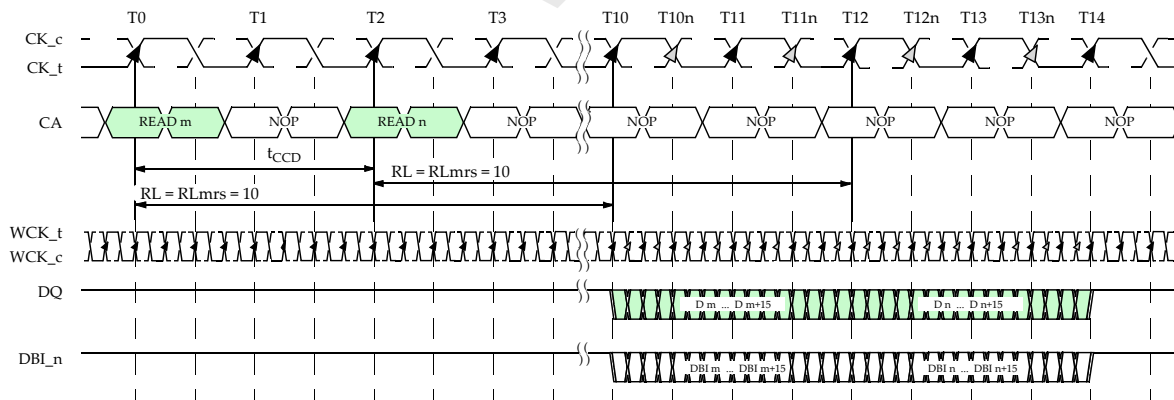 T0 T1 T2 T3 T10 T10n T11 T11n T12 T12n T13 T13n T14
CK_c
CK_t
CA READ m NOP READ n NOP NOP NOP NOP NOP NOP
tCCD
RL = RLmrs = 10
RL = RLmrs = 10
WCK_t
WCK_c
DQ
D m ... D m+15 D n ... D n+15
DBI_n
DBI m ... DBI m+15 DBI n ... DBI n+15